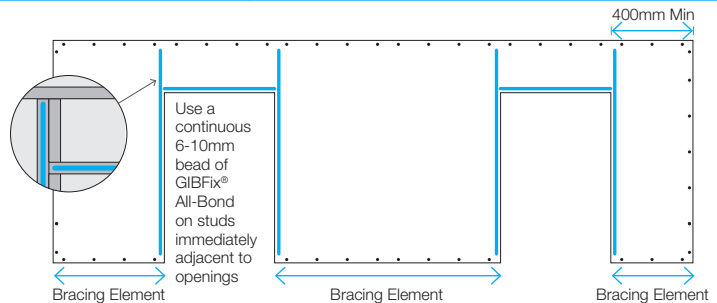 400mm Min
Use a
continuous
6-10mm
bead of
GIBFix®
All-Bond
on studs
immediately
adjacent to
openings
Bracing Element
Bracing Element
Bracing Element